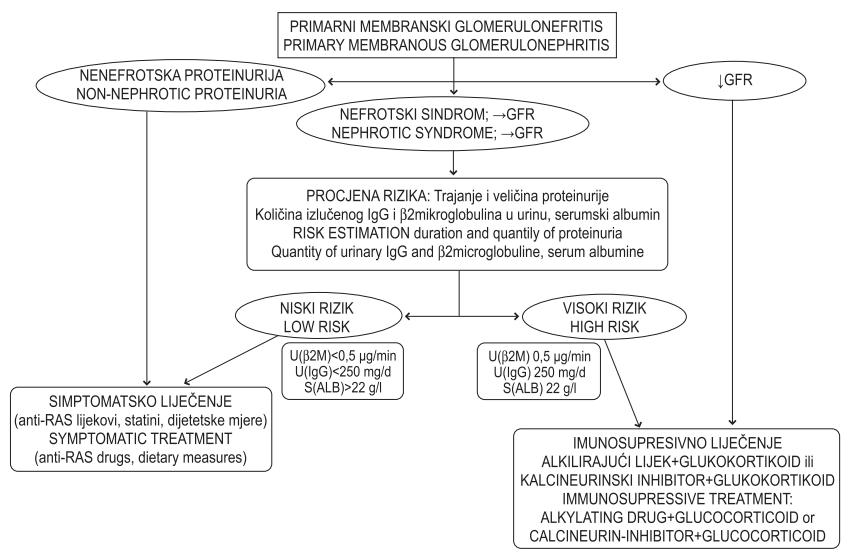 PRIMARNI MEMBRANSKI GLOMERULONEFRITIS
PRIMARY MEMBRANOUS GLOMERULONEPHRITIS
NENEFROTSKA PROTEINURIJA
NON-NEPHROTIC PROTEINURIA
NEFROTSKI SINDROM; →GFR
NEPHROTIC SYNDROME; →GFR
↓GFR
PROCJENA RIZIKA: Trajanje i veličina proteinurije
Količina izlučenog IgG i β2mikroglobulina u urinu, serumski albumin
RISK ESTIMATION duration and quantily of proteinuria
Quantity of urinary IgG and β2microglobuline, serum albumine
NISKI RIZIK
LOW RISK
VISOKI RIZIK
HIGH RISK
U(β2M)<0,5 µg/min
U(IgG)<250 mg/d
S(ALB)>22 g/l
U(β2M) 0,5 µg/min
U(IgG) 250 mg/d
S(ALB) 22 g/l
SIMPTOMATSKO LIJEČENJE
(anti-RAS lijekovi, statini, dijetetske mjere)
SYMPTOMATIC TREATMENT
(anti-RAS drugs, dietary measures)
IMUNOSUPRESIVNO LIJEČENJE
ALKILIRAJUĆI LIJEK+GLUKOKORTIKOID ili
KALCINEURINSKI INHIBITOR+GLUKOKORTIKOID
IMMUNOSUPRESSIVE TREATMENT:
ALKYLATING DRUG+GLUCOCORTICOID or
CALCINEURIN-INHIBITOR+GLUCOCORTICOID